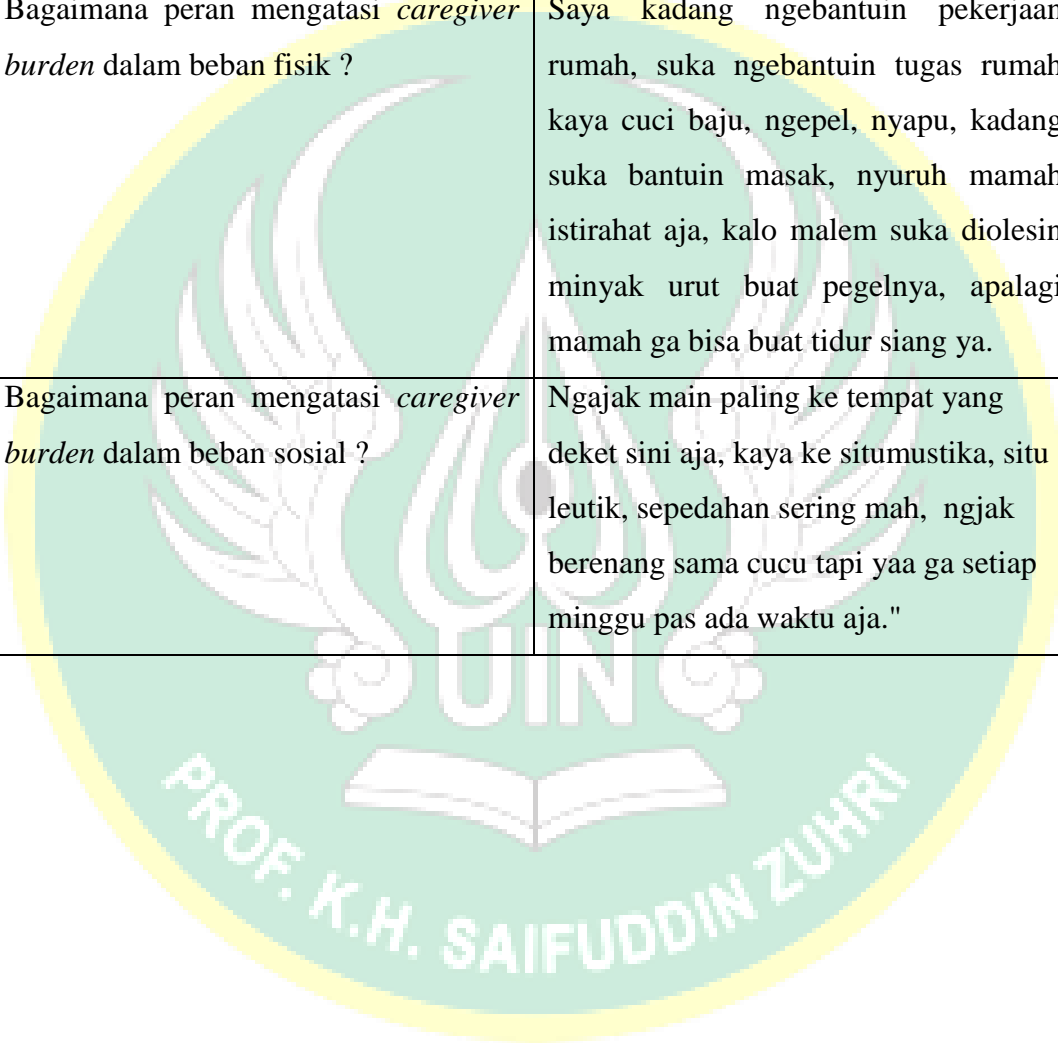 Bagaimana peran mengatasi caregiver
burden dalam beban fisik ?
Saya kadang ngebantuin pekerjaan
rumah, suka ngebantuin tugas rumah
kaya cuci baju, ngepel, nyapu, kadang
suka bantuin masak, nyuruh mamah
istirahat aja, kalo malem suka diolesin
minyak urut buat pegelnya, apalagi
mamah ga bisa buat tidur siang ya.
Bagaimana peran mengatasi caregiver
burden dalam beban sosial ?
Ngajak main paling ke tempat yang
deket sini aja, kaya ke situmustika, situ
leutik, sepedahan sering mah, ngjak
berenang sama cucu tapi yaa ga setiap
minggu pas ada waktu aja."
UIN
PROF. K.H. SAIFUDDIN ZUHRI